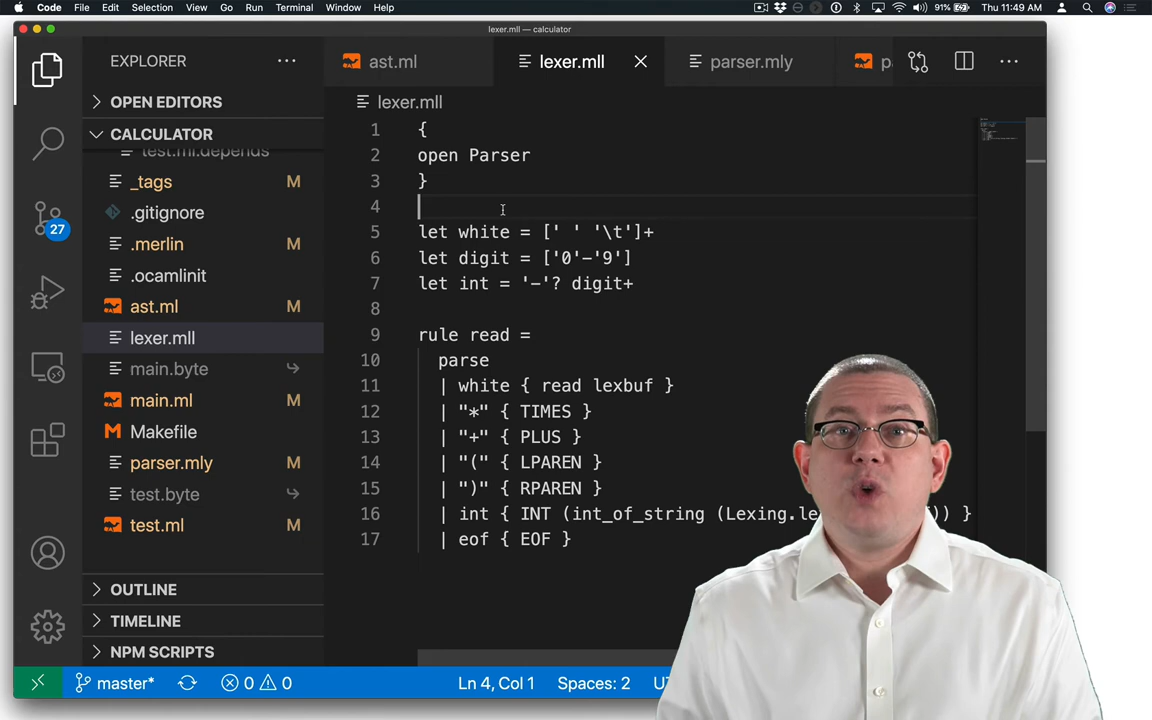 Code File Edit Selection View Go Run Terminal Window Help 91% Thu 11:49 AM
lexer.mll — calculator
EXPLORER
ast.ml
lexer.mll
parser.mly
OPEN EDITORS
lexer.mll
CALCULATOR
test.ml.depends
_tags M
.gitignore
.merlin M
.ocamlinit
ast.ml M
lexer.mll
main.byte
main.ml M
Makefile
parser.mly M
test.byte
test.ml M
27
OUTLINE
TIMELINE
NPM SCRIPTS
1 {
2 open Parser
3 }
4
5 let white = [' ' '\t']+
6 let digit = ['0'-'9']
7 let int = '-'? digit+
8
9 rule read =
10 parse
11 | white { read lexbuf }
12 | "*" { TIMES }
13 | "+" { PLUS }
14 | "(" { LPAREN }
15 | ")" { RPAREN }
16 | int { INT (int_of_string (Lexing. )) }
17 | eof { EOF }
master* 0 0 Ln 4, Col 1 Spaces: 2